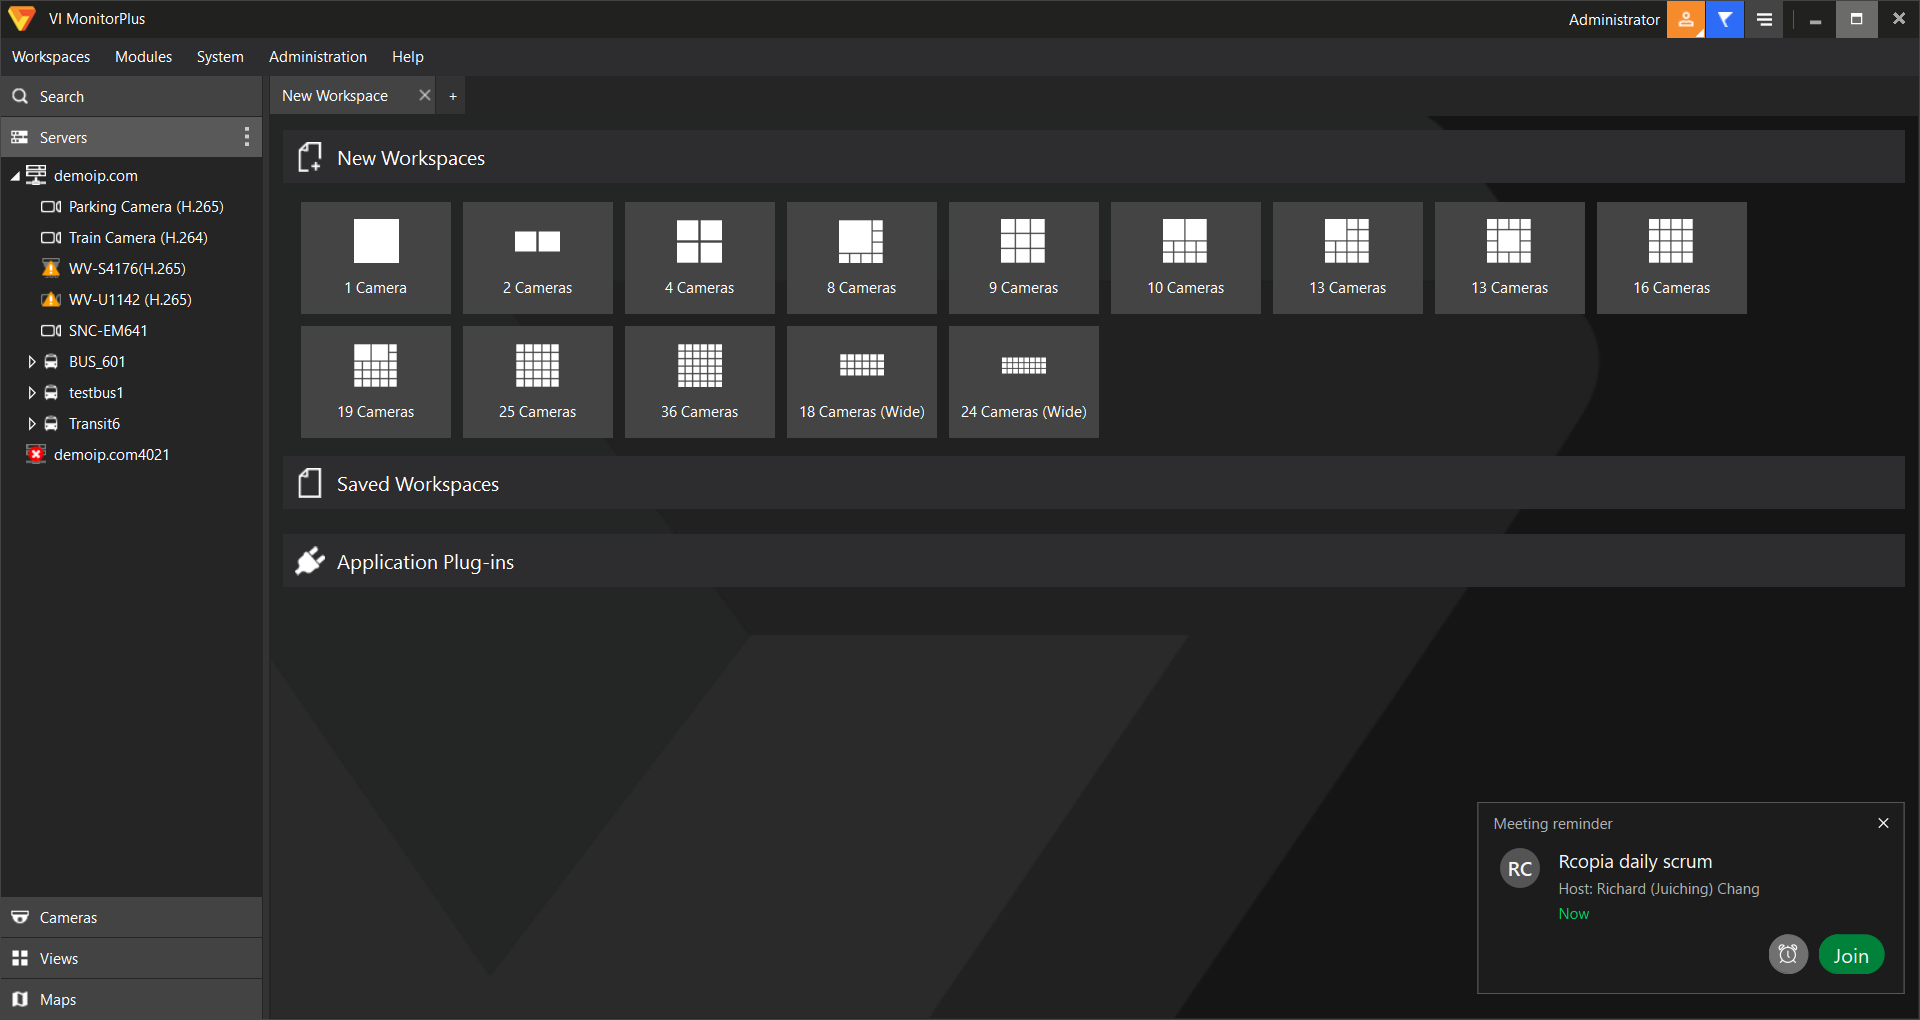 VI MonitorPlus
Administrator
Workspaces Modules System Administration Help
Search
Servers
demoip.com
Parking Camera (H.265)
Train Camera (H.264)
WV-S4176(H.265)
WV-U1142 (H.265)
SNC-EM641
BUS_601
testbus1
Transit6
demoip.com4021
Cameras
Views
Maps
New Workspace
+
New Workspaces
1 Camera
2 Cameras
4 Cameras
8 Cameras
9 Cameras
10 Cameras
13 Cameras
13 Cameras
16 Cameras
19 Cameras
25 Cameras
36 Cameras
18 Cameras (Wide)
24 Cameras (Wide)
Saved Workspaces
Application Plug-ins
Meeting reminder
RC
Rcopia daily scrum
Host: Richard (Juiching) Chang
Now
Join